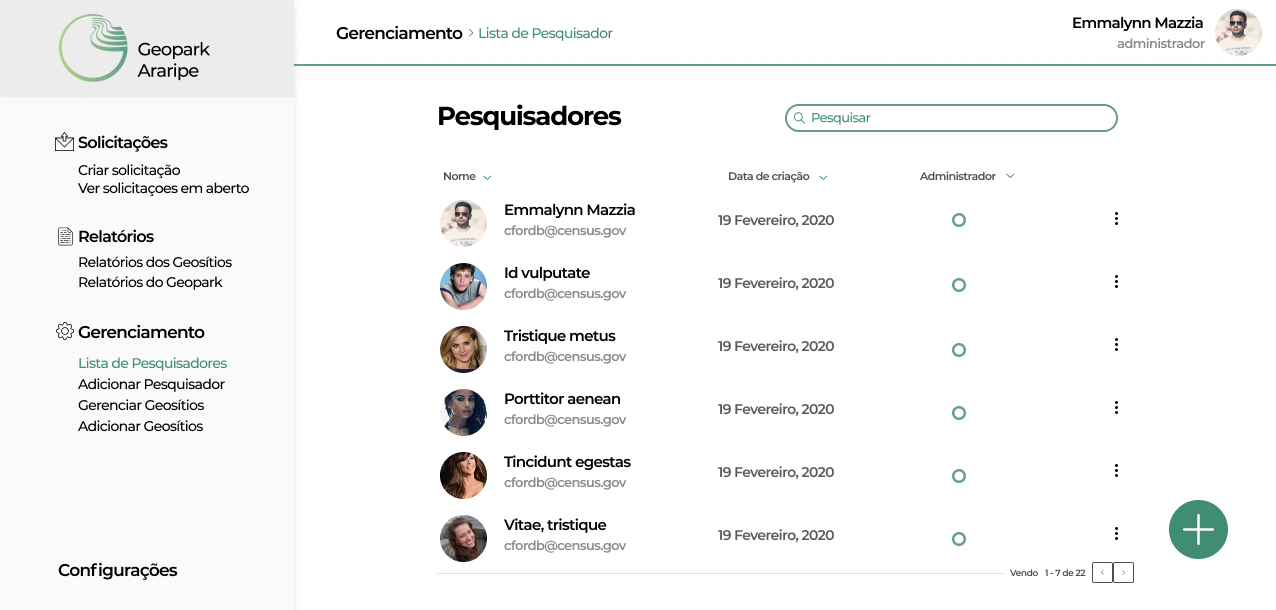 Geopark
Araripe
Gerenciamento > Lista de Pesquisador
Emmalynn Mazzia
administrador
Solicitações
Criar solicitação
Ver solicitaçoes em aberto
Relatórios
Relatórios dos Geosítios
Relatórios do Geopark
Gerenciamento
Lista de Pesquisadores
Adicionar Pesquisador
Gerenciar Geosítios
Adicionar Geosítios
Configurações
Pesquisadores
Pesquisar
Nome Data de criação Administrador
Emmalynn Mazzia
cfordb@census.gov
19 Fevereiro, 2020
Id vulputate
cfordb@census.gov
19 Fevereiro, 2020
Tristique metus
cfordb@census.gov
19 Fevereiro, 2020
Porttitor aenean
cfordb@census.gov
19 Fevereiro, 2020
Tincidunt egestas
cfordb@census.gov
19 Fevereiro, 2020
Vitae, tristique
cfordb@census.gov
19 Fevereiro, 2020
Vendo 1 - 7 de 22 < >